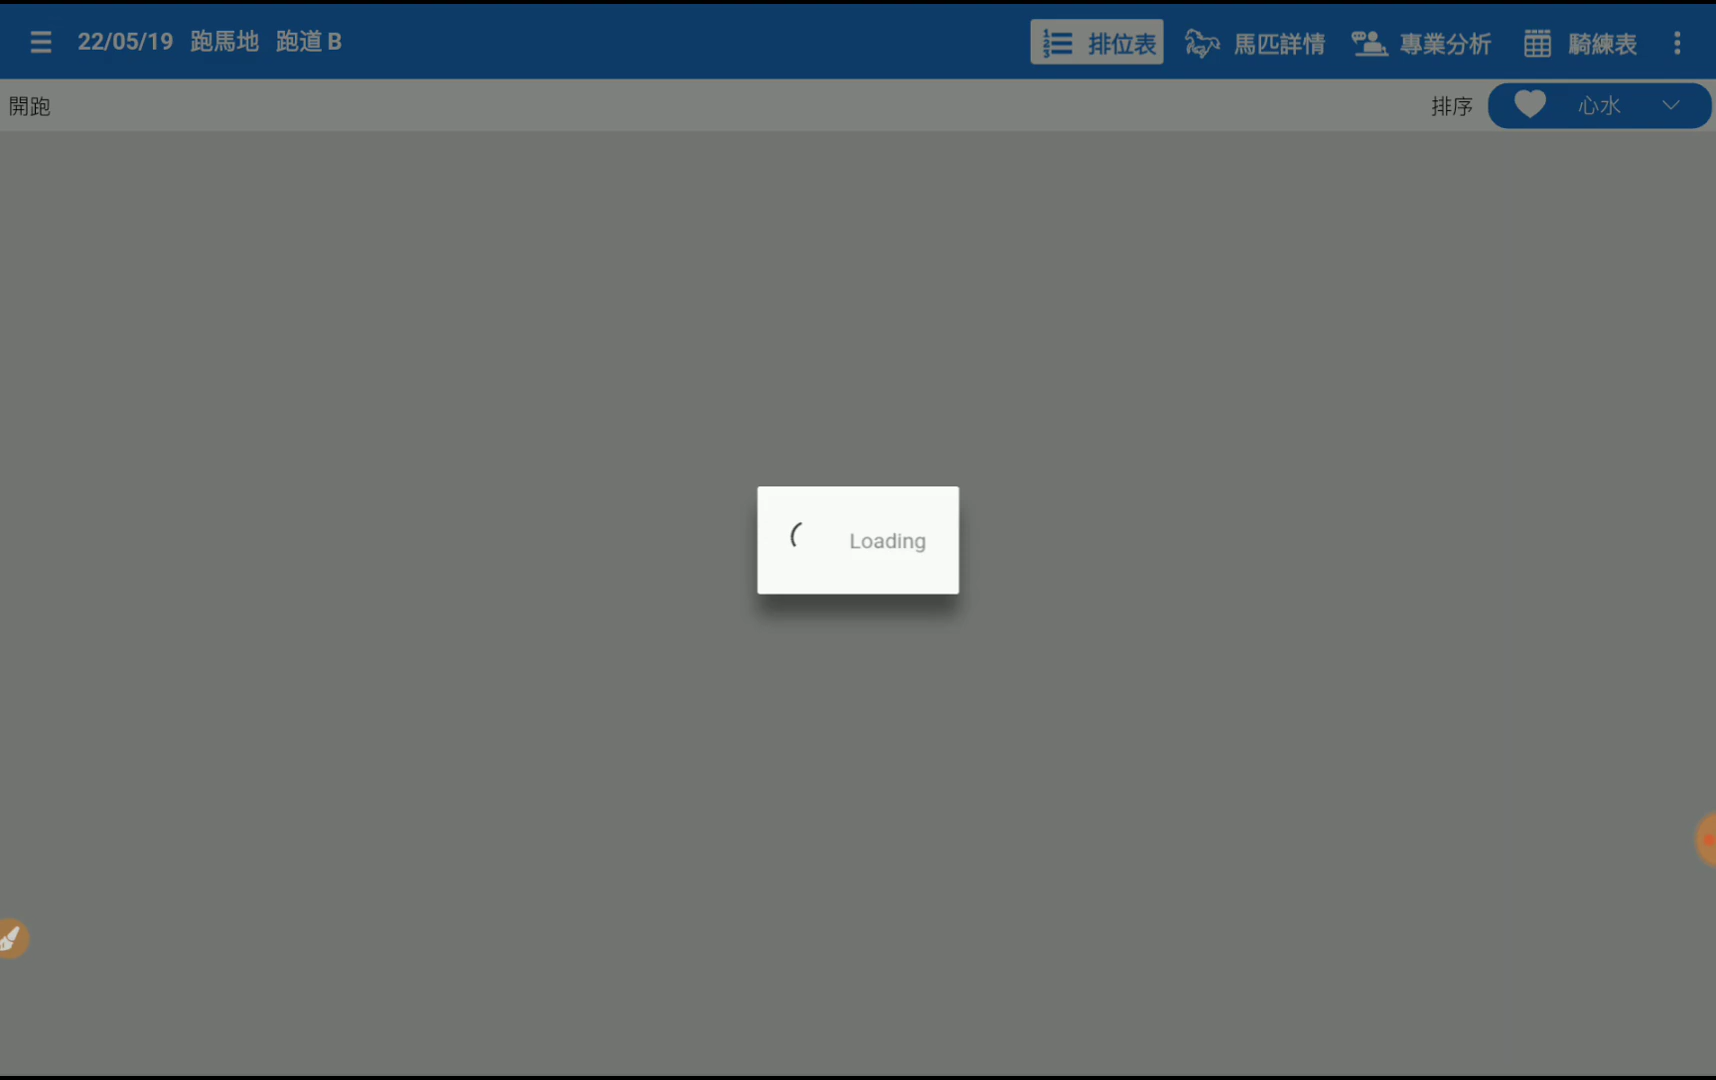 22/05/19 跑馬地 跑道 B
排位表 馬匹詳情 專業分析 騎練表
開跑 排序 心水
Loading